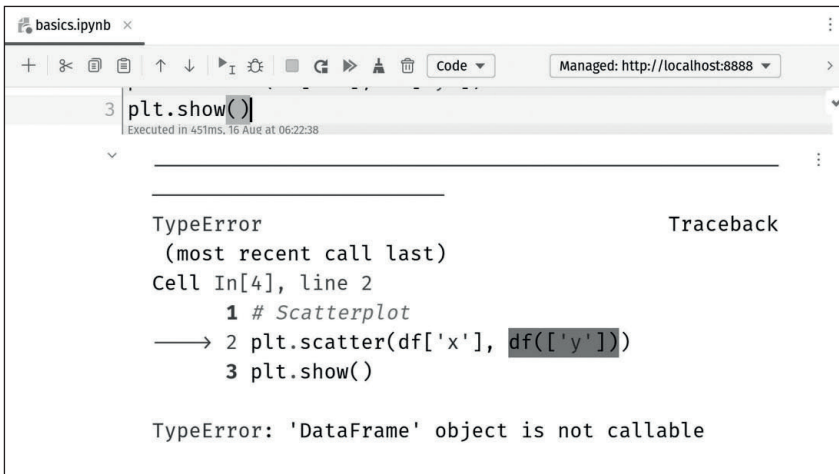 basics.ipynb ×
Code
Managed: http://localhost:8888
3 plt.show()
Executed in 451ms, 16 Aug at 06:22:38
TypeError Traceback
(most recent call last)
Cell In[4], line 2
1 # Scatterplot
⟶ 2 plt.scatter(df['x'], df(['y']))
3 plt.show()
TypeError: 'DataFrame' object is not callable